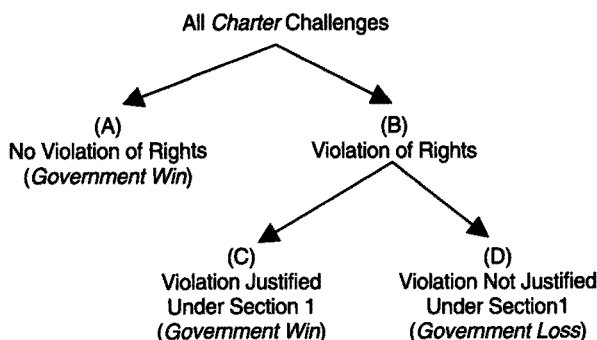 All Charter Challenges
(A)
No Violation of Rights
(Government Win)
(B)
Violation of Rights
(C)
Violation Justified
Under Section 1
(Government Win)
(D)
Violation Not Justified
Under Section1
(Government Loss)